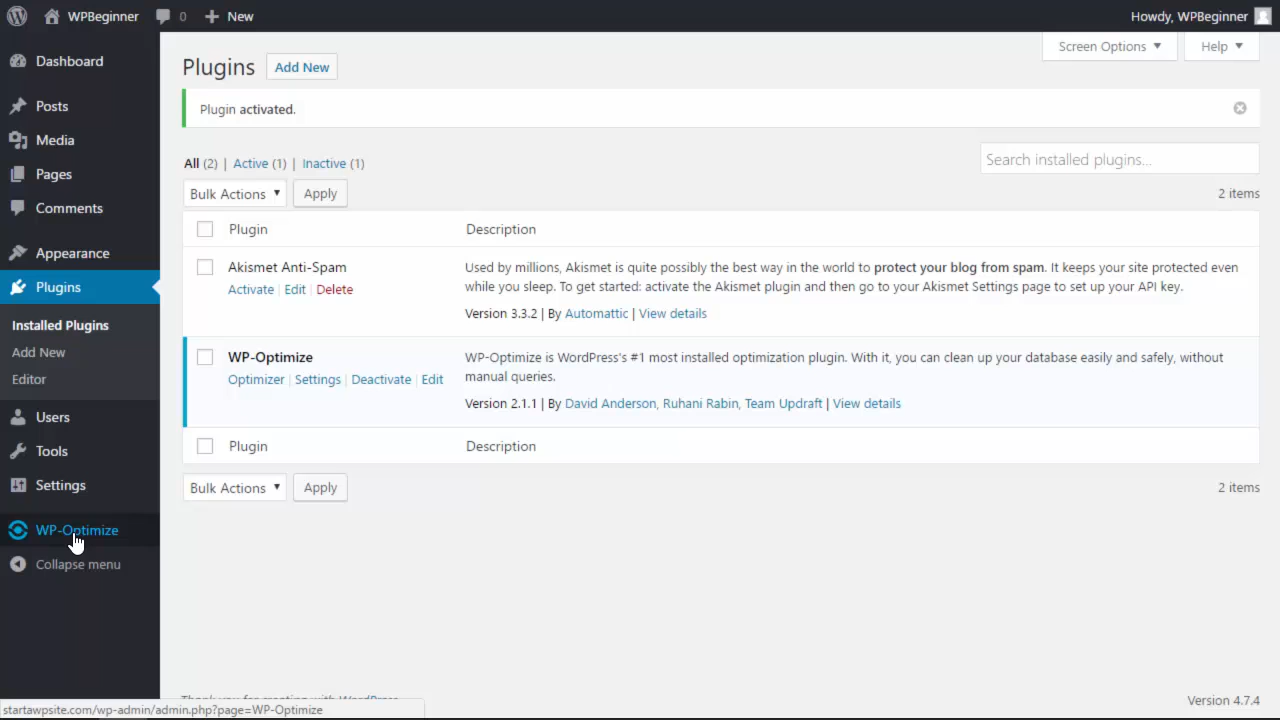 WPBeginner 0 New Howdy, WPBeginner
Dashboard
Posts
Media
Pages
Comments
Appearance
Plugins
Installed Plugins
Add New
Editor
Users
Tools
Settings
WP-Optimize
Collapse menu
Screen Options ▼ Help ▼
Plugins Add New
Plugin activated.
All (2) | Active (1) | Inactive (1)
Search installed plugins...
Bulk Actions ▼ Apply 2 items
Plugin Description
Akismet Anti-Spam
Activate | Edit | Delete
Used by millions, Akismet is quite possibly the best way in the world to protect your blog from spam. It keeps your site protected even
while you sleep. To get started: activate the Akismet plugin and then go to your Akismet Settings page to set up your API key.
Version 3.3.2 | By Automattic | View details
WP-Optimize
Optimizer | Settings | Deactivate | Edit
WP-Optimize is WordPress's #1 most installed optimization plugin. With it, you can clean up your database easily and safely, without
manual queries.
Version 2.1.1 | By David Anderson, Ruhani Rabin, Team Updraft | View details
Plugin Description
Bulk Actions ▼ Apply 2 items
Thank you for creating with WordPress. Version 4.7.4
startawpsite.com/wp-admin/admin.php?page=WP-Optimize